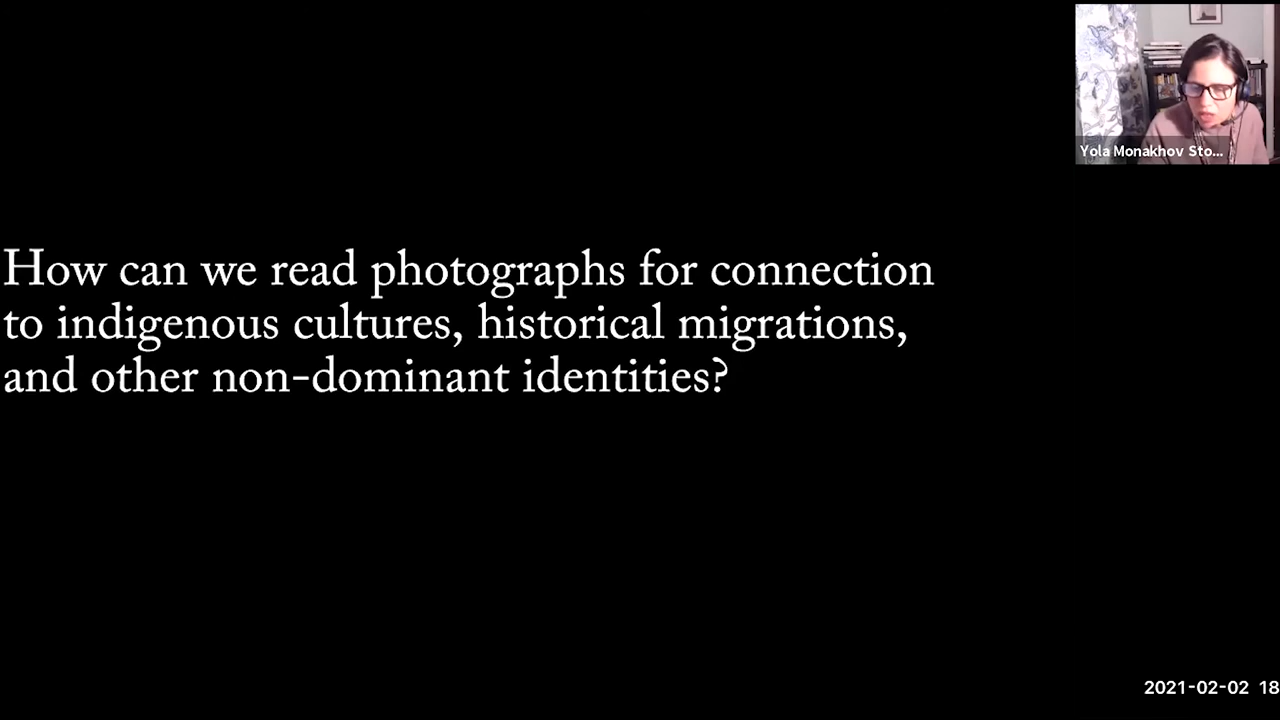 Yola Monakhov Sto...
How can we read photographs for connection
to indigenous cultures, historical migrations,
and other non-dominant identities?
2021-02-02 18